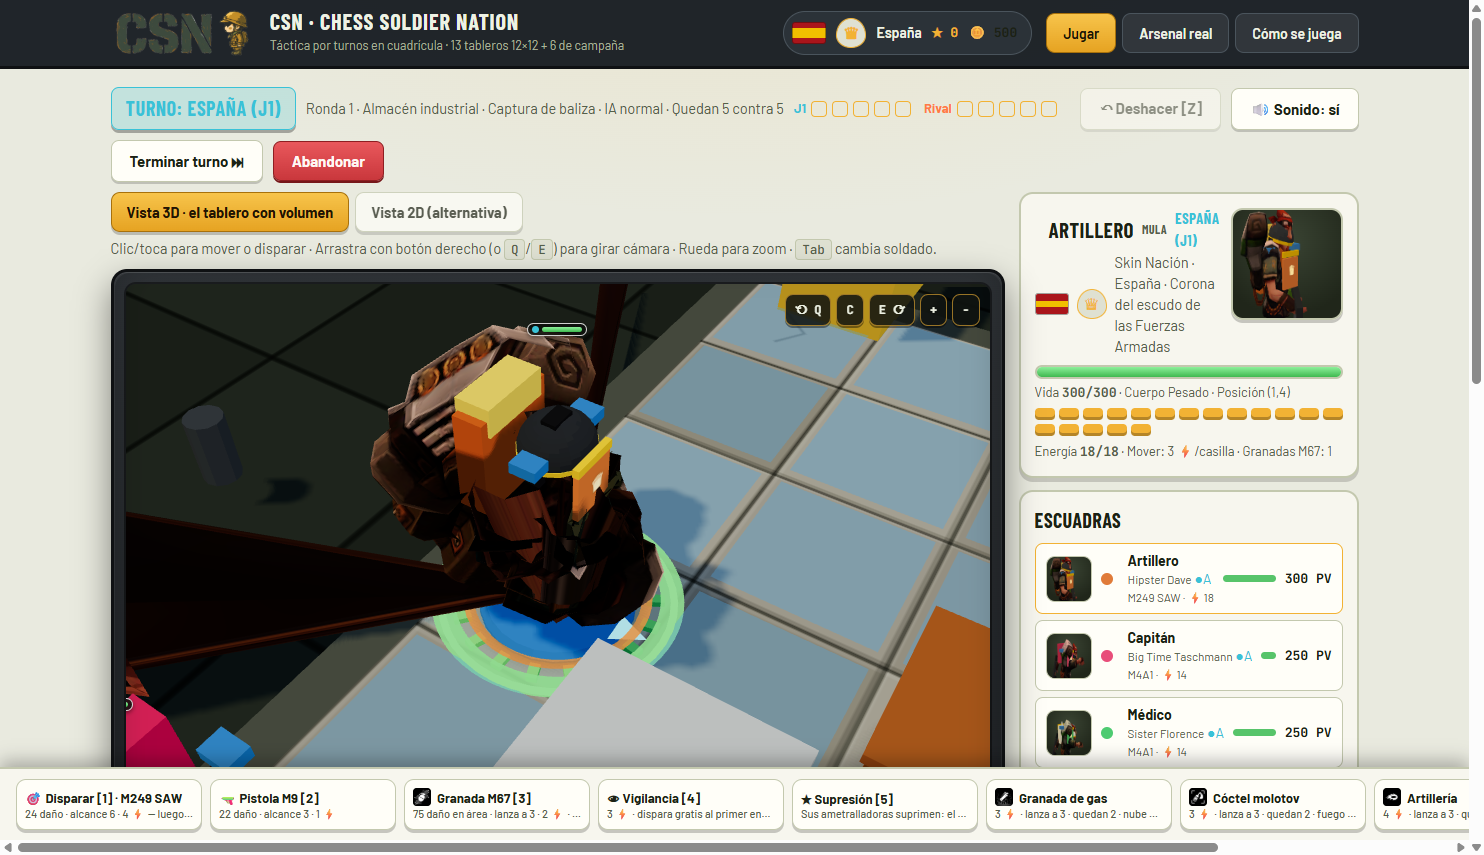 CSN
CSN · CHESS SOLDIER NATION
Táctica por turnos en cuadrícula · 13 tableros 12×12 + 6 de campaña
España ★ 0 500
Jugar
Arsenal real
Cómo se juega
TURNO: ESPAÑA (J1)
Ronda 1 · Almacén industrial · Captura de baliza · IA normal · Quedan 5 contra 5
J1
Rival
↶ Deshacer [Z]
Sonido: sí
Terminar turno ⏭
Abandonar
Vista 3D · el tablero con volumen
Vista 2D (alternativa)
Clic/toca para mover o disparar · Arrastra con botón derecho (o Q / E ) para girar cámara · Rueda para zoom · Tab cambia soldado.
⟲ Q
C
E ⟳
+
-
ARTILLERO MULA ESPAÑA (J1)
Skin Nación ·
España · Corona
del escudo de
las Fuerzas
Armadas
Vida 300/300 · Cuerpo Pesado · Posición (1,4)
Energía 18/18 · Mover: 3 ⚡ /casilla · Granadas M67: 1
ESCUADRAS
Artillero
Hipster Dave ●A
300 PV
M249 SAW · ⚡ 18
Capitán
Big Time Taschmann ●A
250 PV
M4A1 · ⚡ 14
Médico
Sister Florence ●A
250 PV
M4A1 · ⚡ 14
Disparar [1] · M249 SAW
24 daño · alcance 6 · 4 ⚡ — luego...
Pistola M9 [2]
22 daño · alcance 3 · 1 ⚡
Granada M67 [3]
75 daño en área · lanza a 3 · 2 ⚡ · ...
Vigilancia [4]
3 ⚡ · dispara gratis al primer en...
★ Supresión [5]
Sus ametralladoras suprimen: el ...
Granada de gas
3 ⚡ · lanza a 3 · quedan 2 · nube ...
Cóctel molotov
3 ⚡ · lanza a 3 · quedan 2 · fuego ...
Artillería
4 ⚡ · lanza a 3 · qu